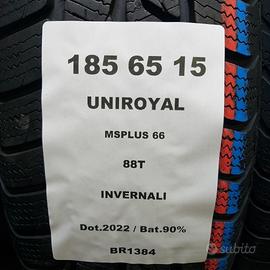 185 65 15
UNIROYAL
MSPLUS 66
88T
INVERNALI
Dot.2022 / Bat.90%
BR1384
subito